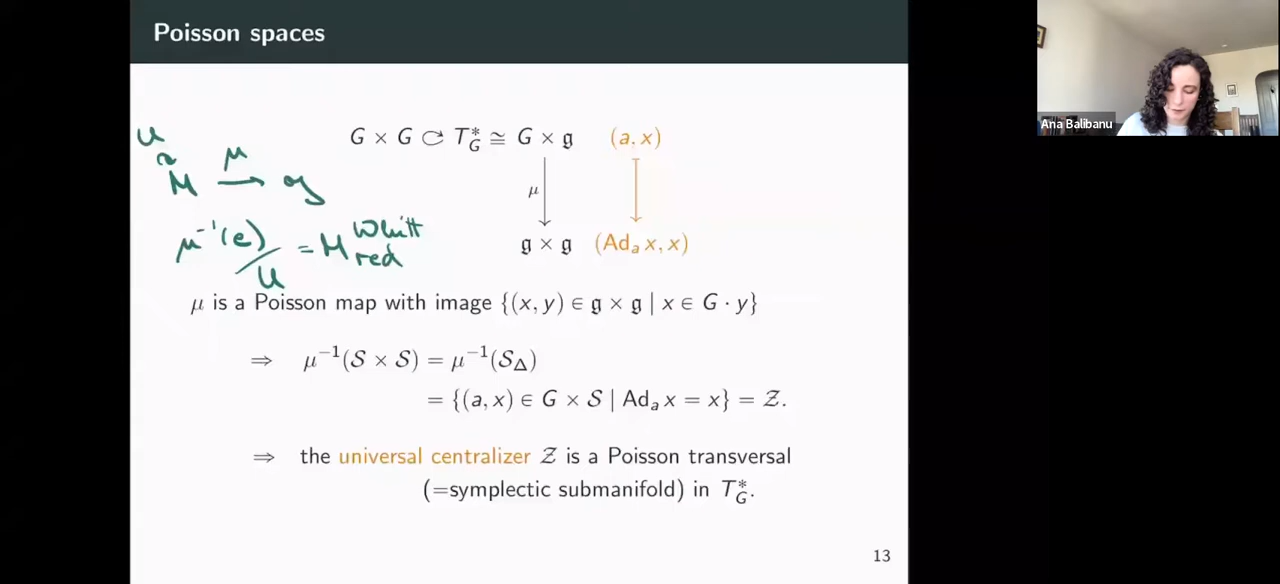 Poisson spaces
G × G ⟳ T*_G ≅ G × 𝔤 (a, x)
μ
𝔤 × 𝔤 (Ad_a x, x)
u
M μ→ 𝔤
μ⁻¹(e)/U = M^Whitt_red
μ is a Poisson map with image {(x, y) ∈ 𝔤 × 𝔤 | x ∈ G · y}
⇒ μ⁻¹(𝒮 × 𝒮) = μ⁻¹(𝒮_Δ)
= {(a, x) ∈ G × 𝒮 | Ad_a x = x} = 𝒵.
⇒ the universal centralizer 𝒵 is a Poisson transversal
(=symplectic submanifold) in T*_G.
13
Ana Balibanu